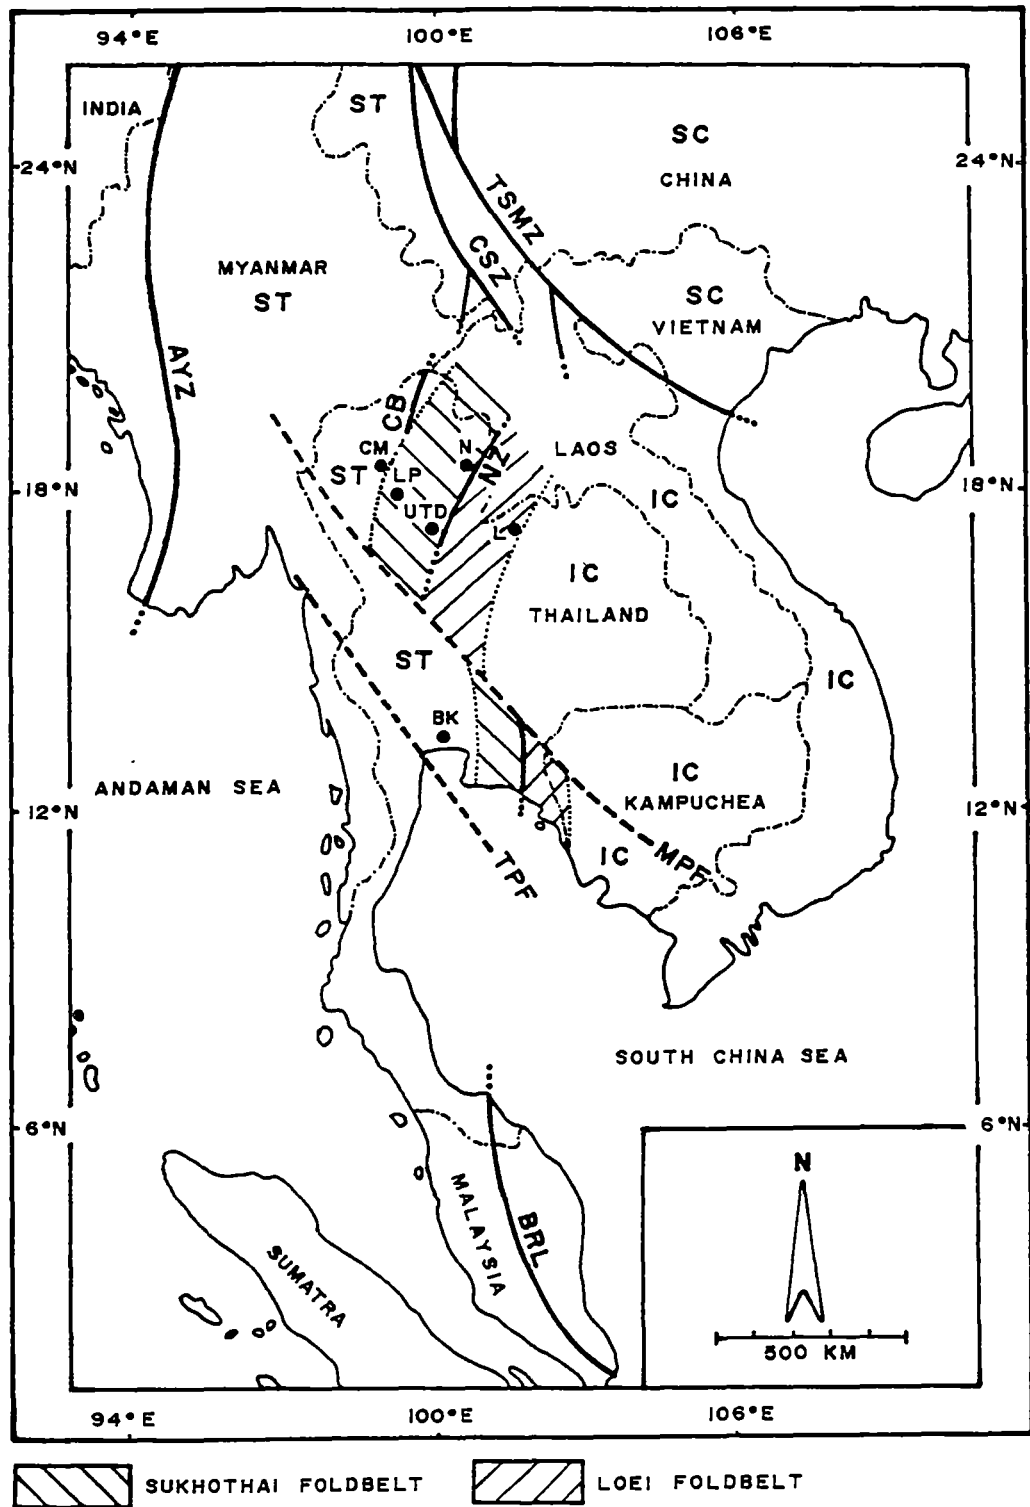 94°E 100°E 106°E
INDIA
ST
SC
CHINA
24°N 24°N
TSMZ
CSZ
MYANMAR
ST
SC
VIETNAM
AYZ
CB
CM
N
NZ
LAOS
ST
LP
18°N 18°N
IC
UTD
L
IC
THAILAND
ST
IC
BK
ANDAMAN SEA
IC
KAMPUCHEA
12°N 12°N
IC
MPF
TPF
SOUTH CHINA SEA
6°N 6°N
N
MALAYSIA
BRL
SUMATRA
500 KM
94°E 100°E 106°E
SUKHOTHAI FOLDBELT LOEI FOLDBELT